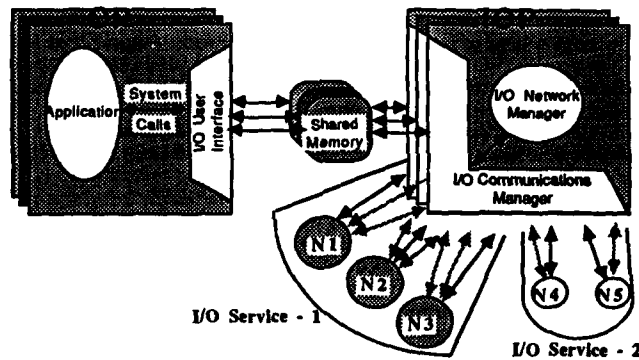 Application
System
Calls
I/O User
Interface
Shared
Memory
I/O Network
Manager
I/O Communications
Manager
N1
N2
N3
I/O Service - 1
N4
N5
I/O Service - 2